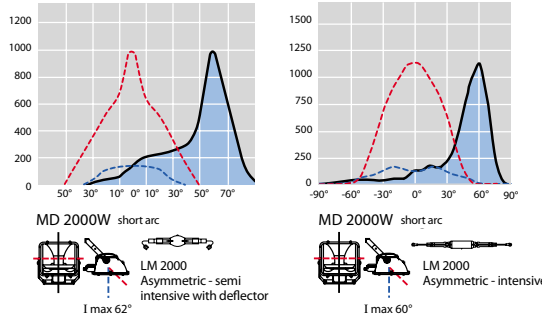 1200
1000
800
600
400
200
0
50° 30° 10° 0° 10° 30° 50° 70°
MD 2000W short arc
LM 2000
Asymmetric - semi
intensive with deflector
I max 62°
1500
1250
1000
750
500
250
0
-90° -60° -30° 0° 30° 60° 90°
MD 2000W short arc
LM 2000
Asymmetric - intensive
I max 60°